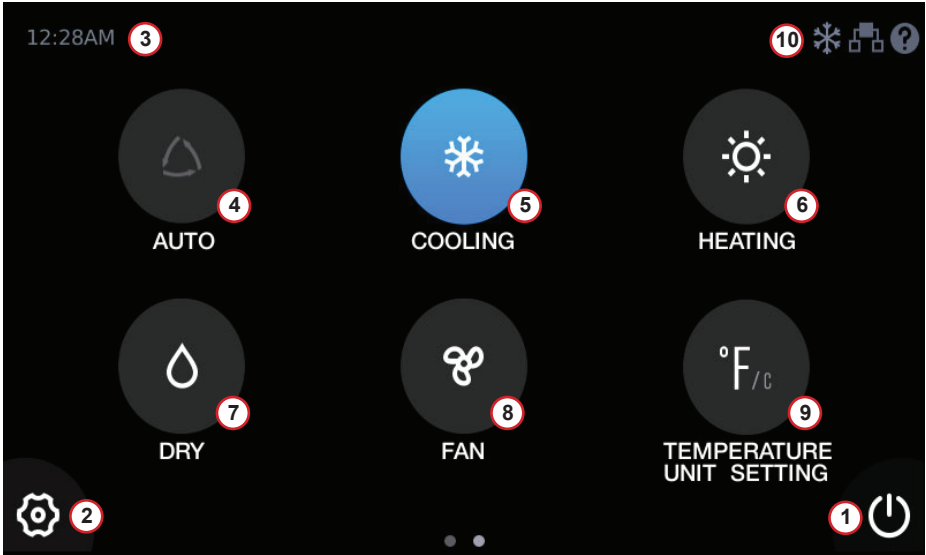 12:28AM 3 10 ?
4 5 6
AUTO COOLING HEATING
°F/C
7 8 9
DRY FAN TEMPERATURE
UNIT SETTING
2 1